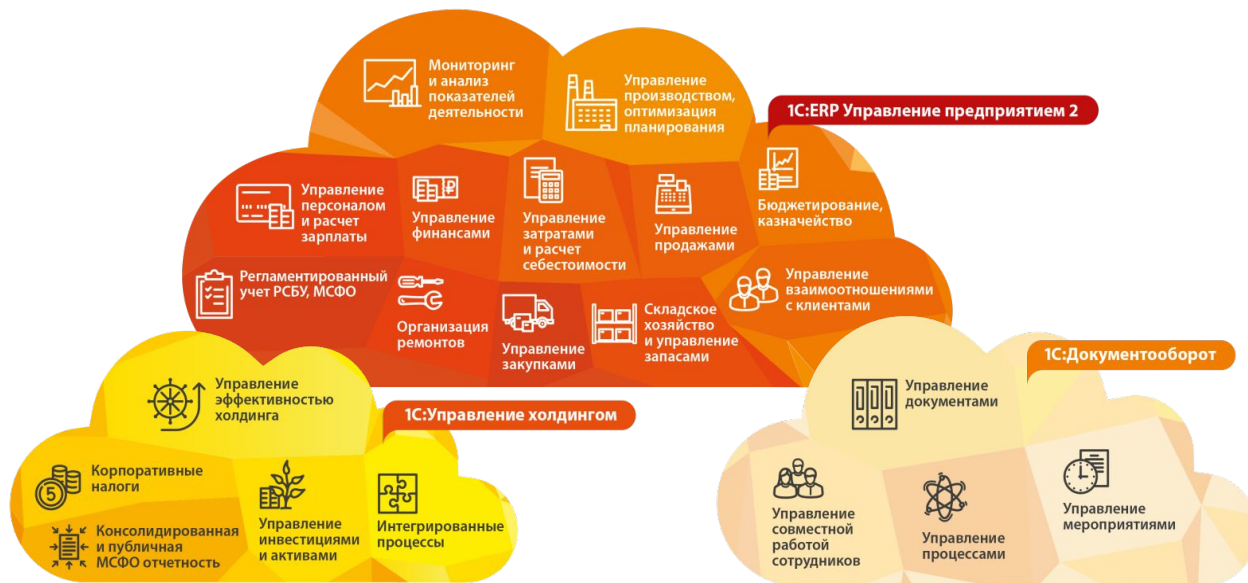 Мониторинг
и анализ
показателей
деятельности
Управление
производством,
оптимизация
планирования
1С:ERP Управление предприятием 2
Управление
персоналом
и расчет
зарплаты
Управление
финансами
Управление
затратами
и расчет
себестоимости
Управление
продажами
Бюджетирование,
казначейство
Регламентированный
учет РСБУ, МСФО
Организация
ремонтов
Управление
закупками
Складское
хозяйство
и управление
запасами
Управление
взаимоотношениями
с клиентами
Управление
эффективностью
холдинга
1С:Управление холдингом
5
Корпоративные
налоги
Консолидированная
и публичная
МСФО отчетность
Управление
инвестициями
и активами
Интегрированные
процессы
1С:Документооборот
Управление
документами
Управление
совместной
работой
сотрудников
Управление
процессами
Управление
мероприятиями